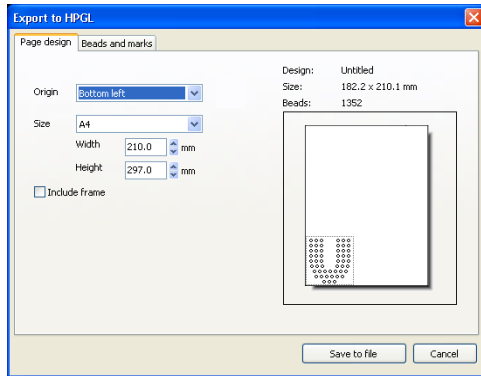 Export to HPGL
Page design Beads and marks
Design: Untitled
Origin Bottom left Size: 182.2 x 210.1 mm
Beads: 1352
Size A4
Width 210.0 mm
Height 297.0 mm
Include frame
Save to file Cancel